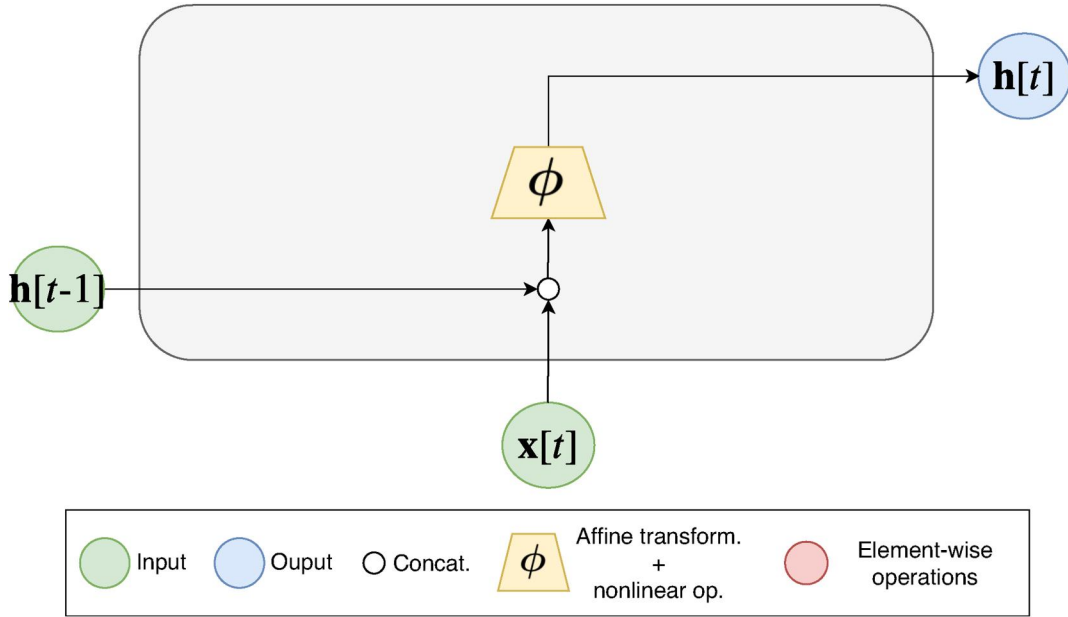 h[t]
ϕ
h[t-1]
x[t]
Input
Ouput
Concat.
ϕ
Affine transform.
+
nonlinear op.
Element-wise
operations